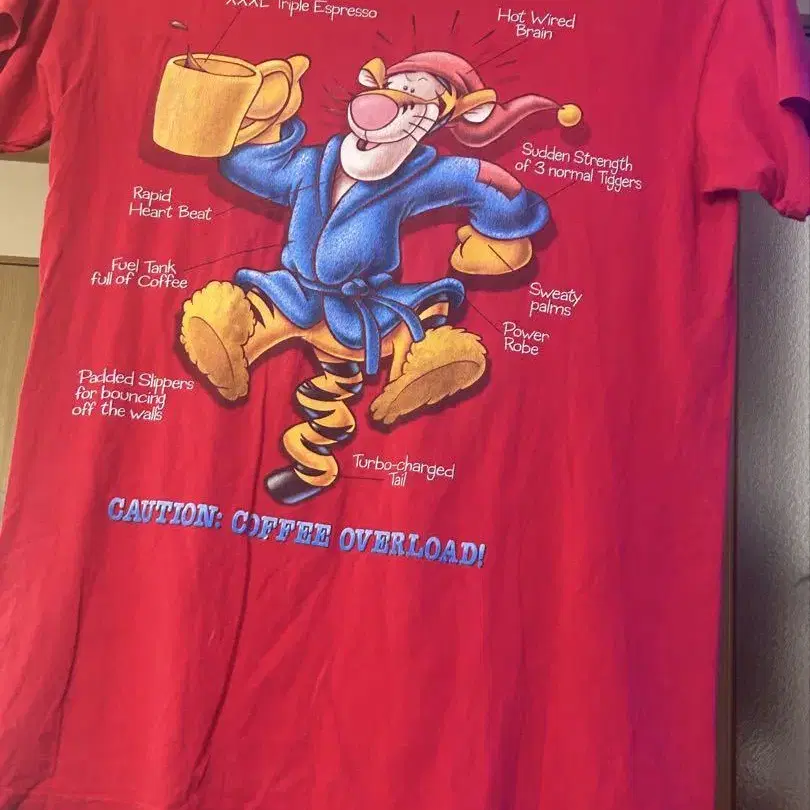 XXXL Triple Espresso
Hot Wired
Brain
Sudden Strength
of 3 normal Tiggers
Rapid
Heart Beat
Fuel Tank
full of Coffee
Sweaty
palms
Power
Robe
Padded Slippers
for bouncing
off the walls
Turbo-charged
Tail
CAUTION: COFFEE OVERLOAD!